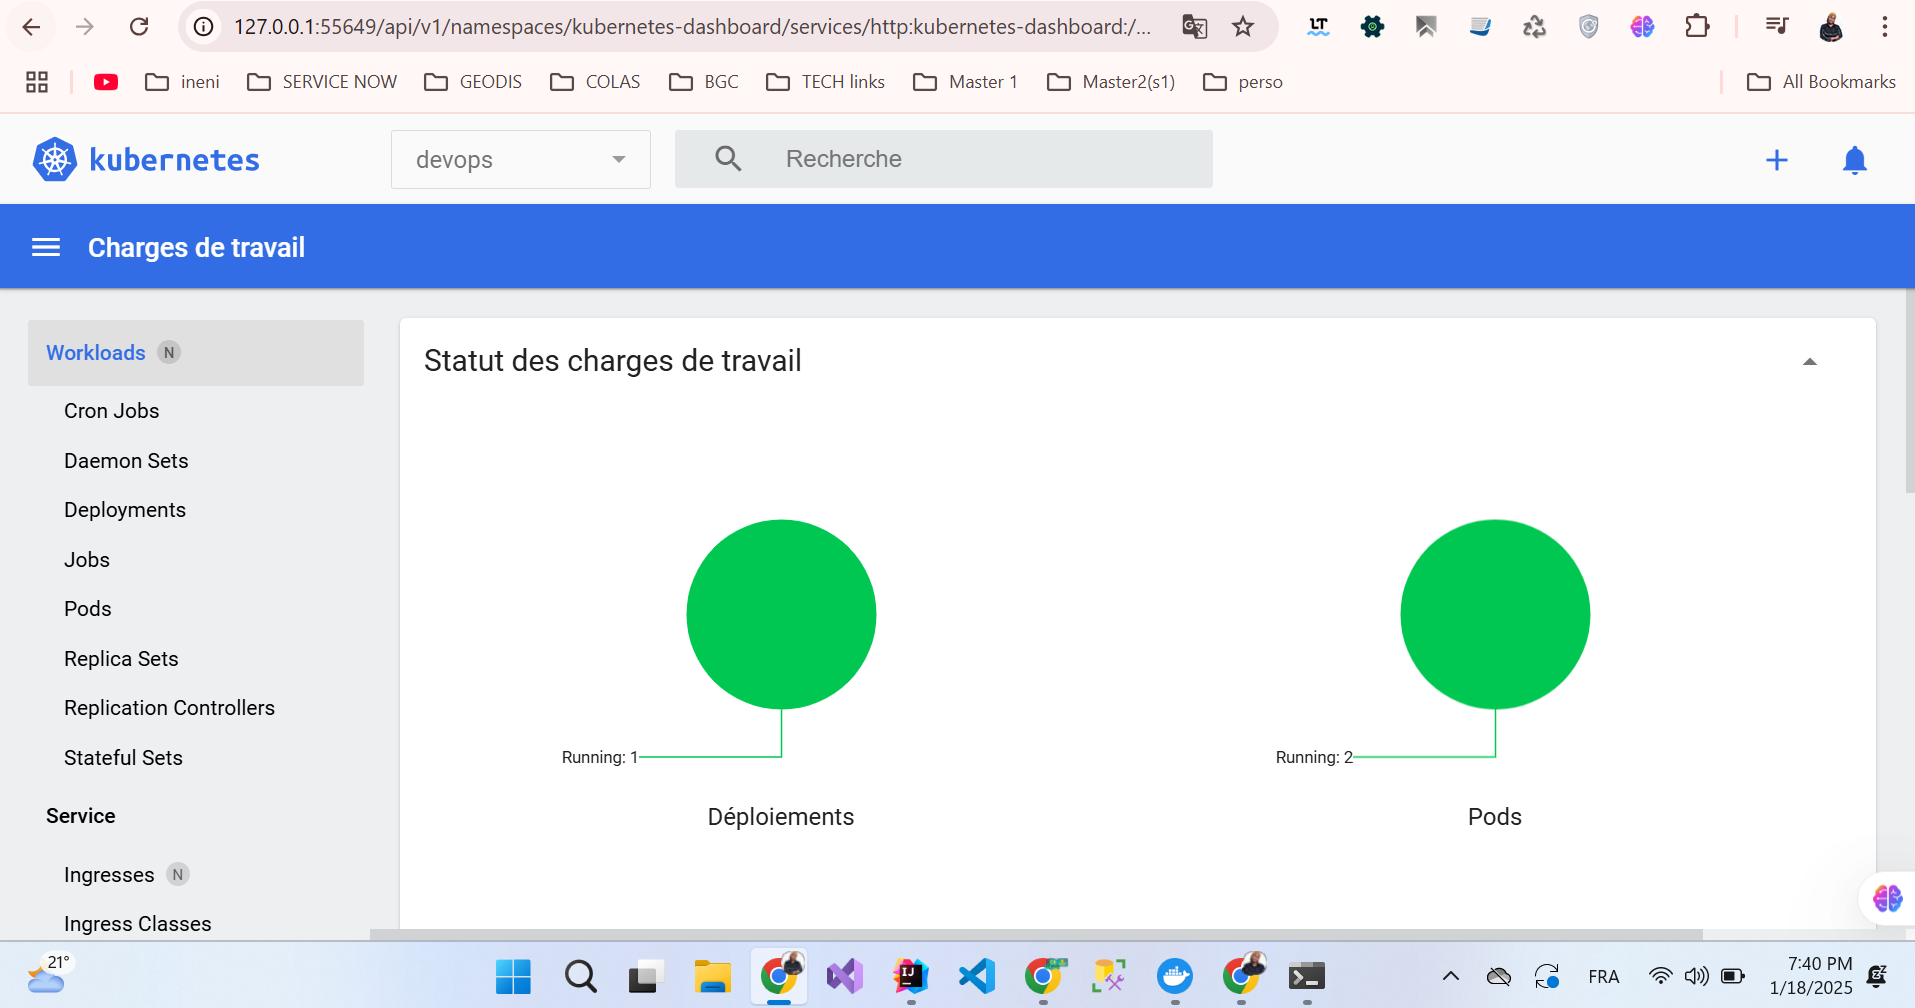 127.0.0.1:55649/api/v1/namespaces/kubernetes-dashboard/services/http:kubernetes-dashboard:/...
LT
ineni
SERVICE NOW
GEODIS
COLAS
BGC
TECH links
Master 1
Master2(s1)
perso
All Bookmarks
kubernetes
devops
Recherche
Charges de travail
Workloads N
Cron Jobs
Daemon Sets
Deployments
Jobs
Pods
Replica Sets
Replication Controllers
Stateful Sets
Service
Ingresses N
Ingress Classes
Statut des charges de travail
Running: 1
Déploiements
Running: 2
Pods
21°
IJ
FRA
7:40 PM
1/18/2025